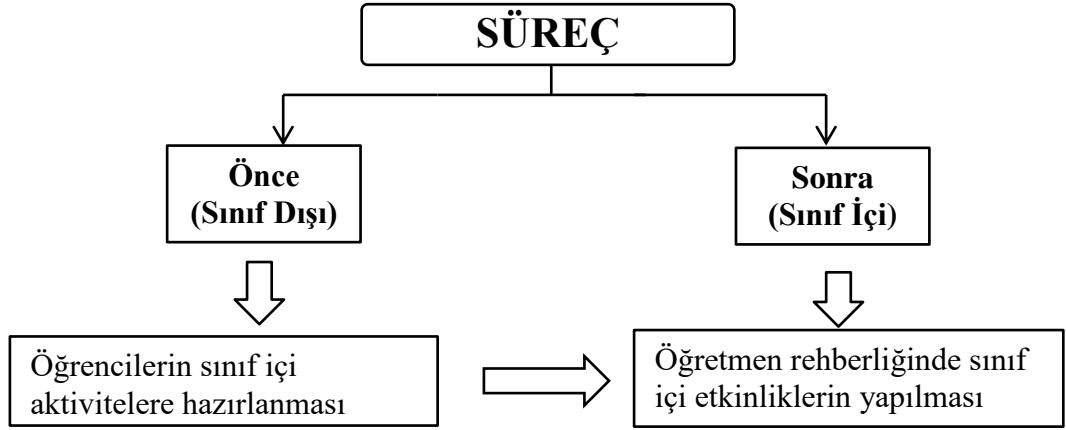 SÜREÇ
Önce
(Sınıf Dışı)
Sonra
(Sınıf İçi)
Öğrencilerin sınıf içi
aktivitelere hazırlanması
Öğretmen rehberliğinde sınıf
içi etkinliklerin yapılması